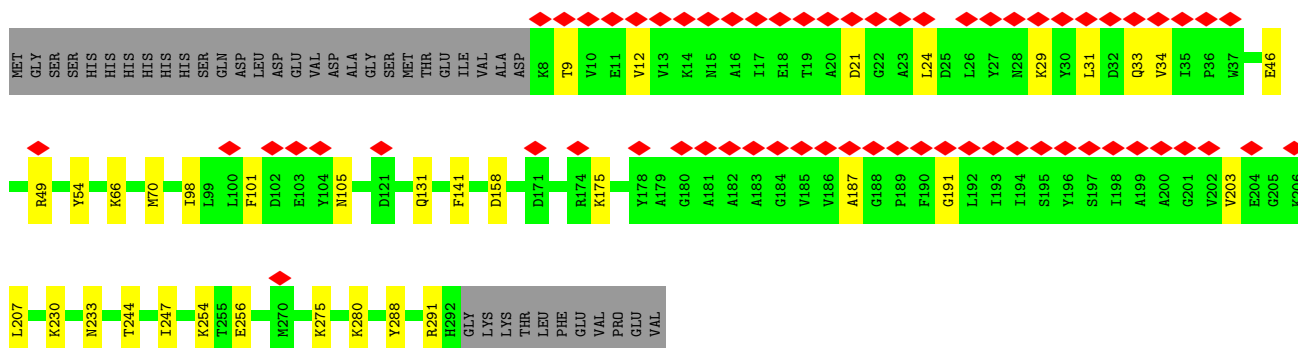 MET GLY SER SER HIS HIS HIS HIS HIS HIS SER GLN ASP LEU ASP GLU VAL ASP ALA GLY SER MET THR GLU ILE VAL ALA ASP K8 T9 V10 E11 V12 V13 K14 N15 A16 I17 E18 T19 A20 D21 G22 A23 L24 D25 L26 Y27 N28 K29 Y30 L31 D32 Q33 V34 I35 P36 W37 E46
R49 Y54 K66 M70 I98 L99 L100 F101 D102 E103 Y104 N105 D121 Q131 F141 D158 D171 R174 K175 Y178 A179 G180 A181 A182 A183 G184 V185 V186 A187 G188 P189 F190 G191 L192 I193 I194 S195 Y196 S197 I198 A199 A200 G201 V202 V203 E204 G205 K206
L207 K230 N233 T244 I247 K254 T255 E256 M270 K275 K280 Y288 R291 H292 GLY LYS LYS THR LEU PHE GLU VAL PRO GLU VAL